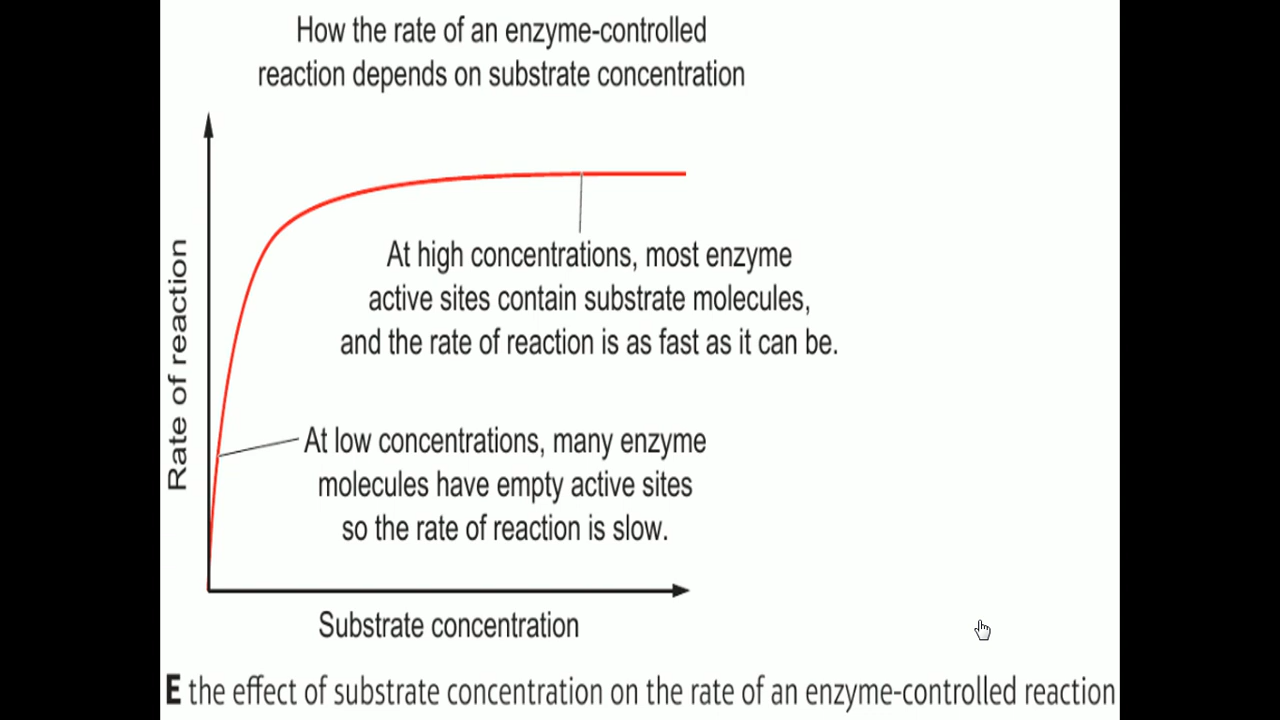 How the rate of an enzyme-controlled
reaction depends on substrate concentration
Rate of reaction
At high concentrations, most enzyme
active sites contain substrate molecules,
and the rate of reaction is as fast as it can be.
At low concentrations, many enzyme
molecules have empty active sites
so the rate of reaction is slow.
Substrate concentration
E the effect of substrate concentration on the rate of an enzyme-controlled reaction